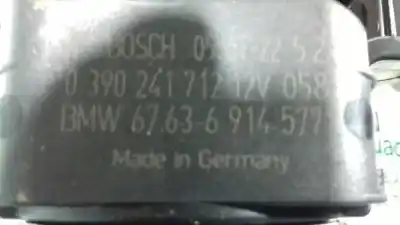 BOSCH
0 390 241 712 12V 058
BMW 67.63-6 914 577
Made in Germany